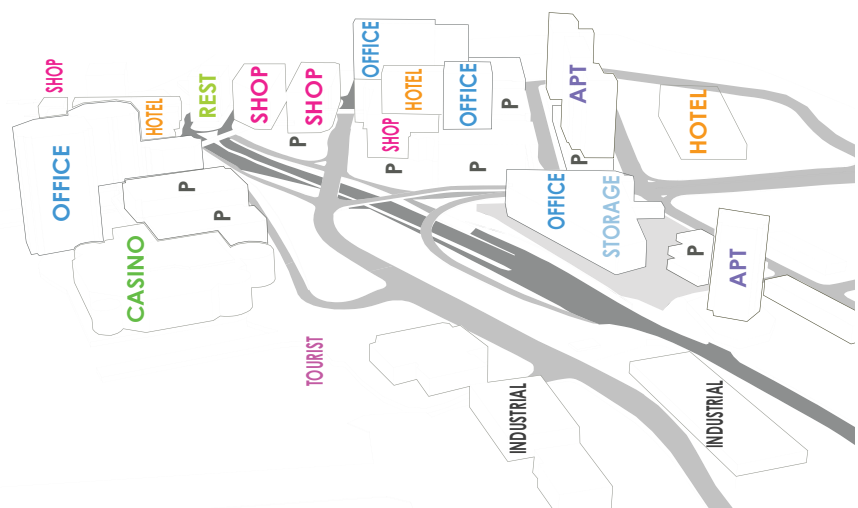 SHOP
HOTEL
REST
SHOP
SHOP
OFFICE
HOTEL
OFFICE
SHOP
P
P
P
P
APT
P
HOTEL
OFFICE
P
P
CASINO
OFFICE
STORAGE
P
APT
TOURIST
INDUSTRIAL
INDUSTRIAL